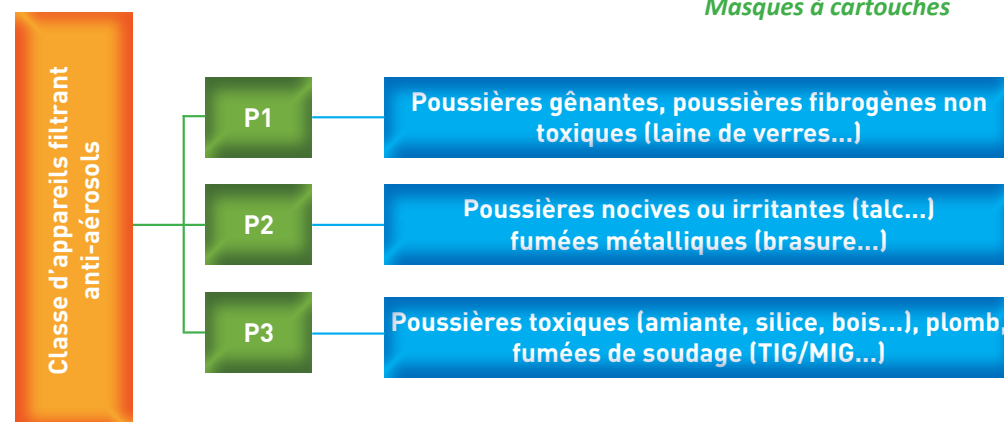 Masques à cartouches
Classe d'appareils filtrant
anti-aérosols
P1
Poussières gênantes, poussières fibrogènes non
toxiques (laine de verres...)
P2
Poussières nocives ou irritantes (talc...)
fumées métalliques (brasure...)
P3
Poussières toxiques (amiante, silice, bois...), plomb,
fumées de soudage (TIG/MIG...)